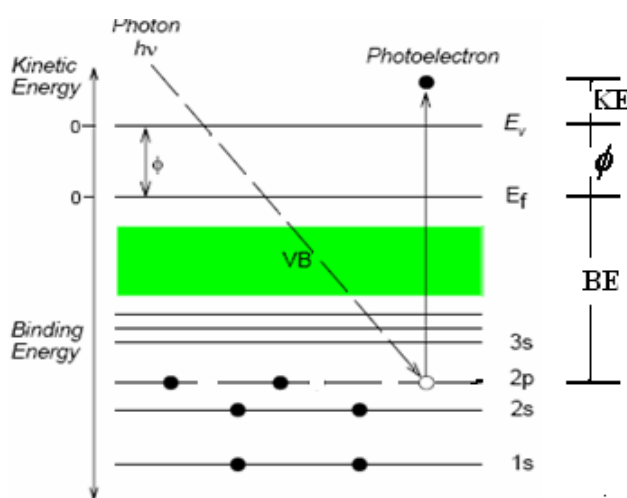 Photon
hν
Kinetic
Energy
Photoelectron
KE
0
Ev
ϕ
ϕ
0
Ef
VB
BE
Binding
Energy
3s
2p
2s
1s